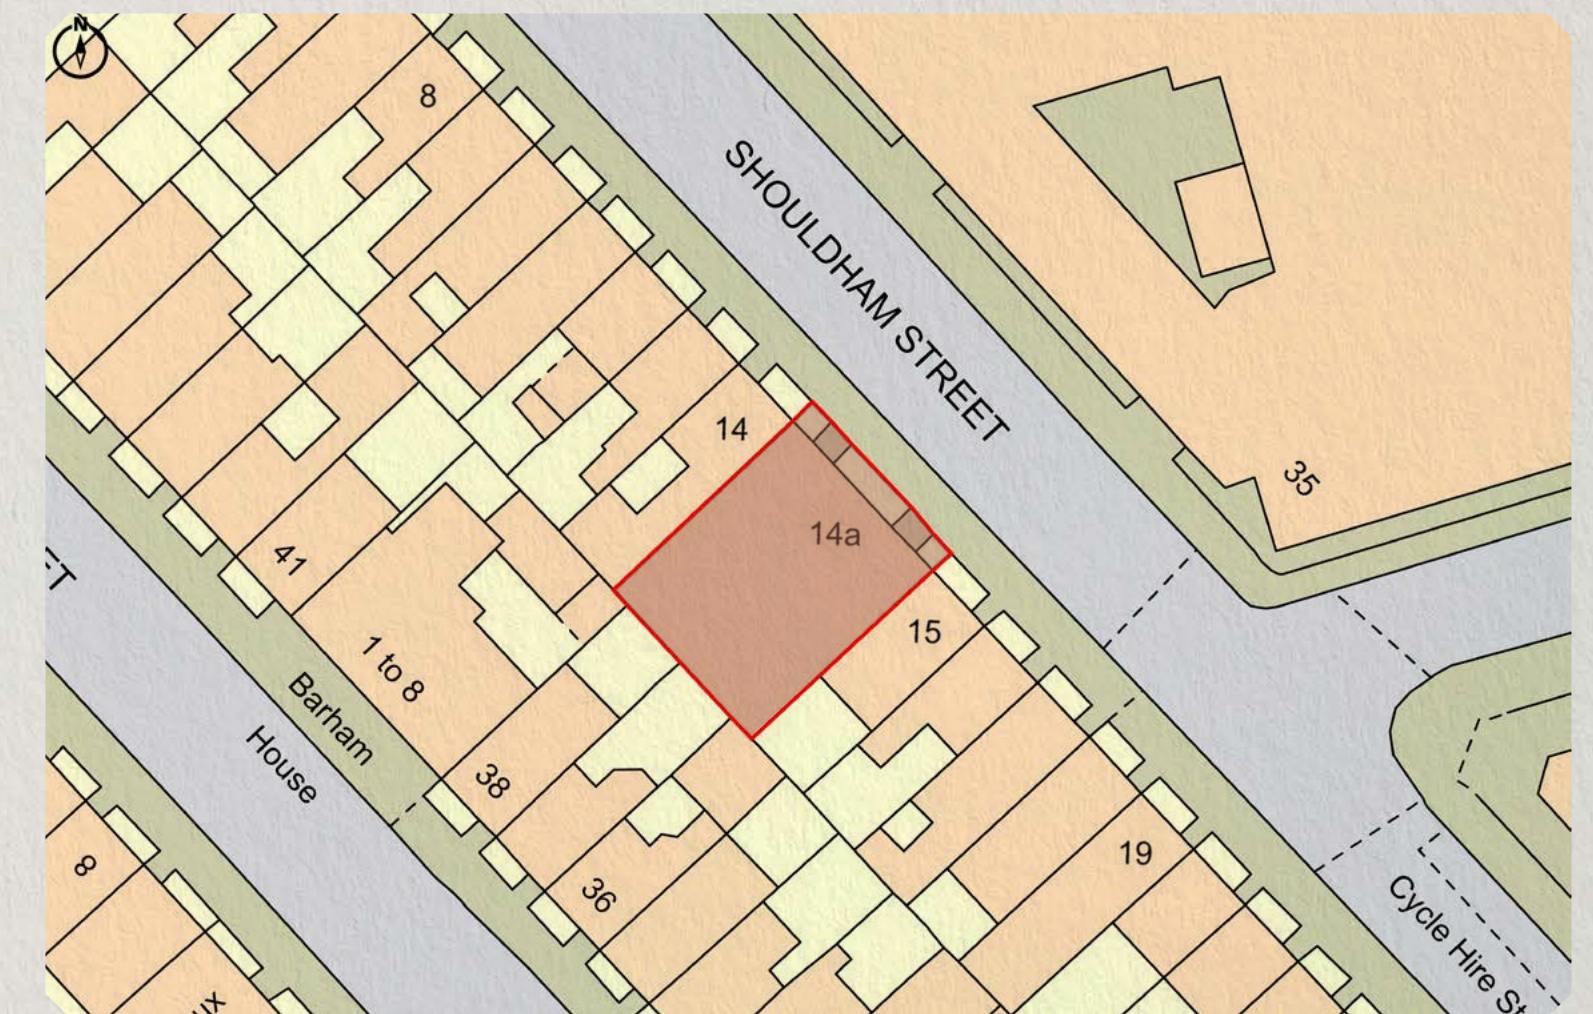 N
8
SHOULDHAM STREET
14
14a
35
41
15
1 to 8
Barham
House
38
19
8
36
Cycle Hire St